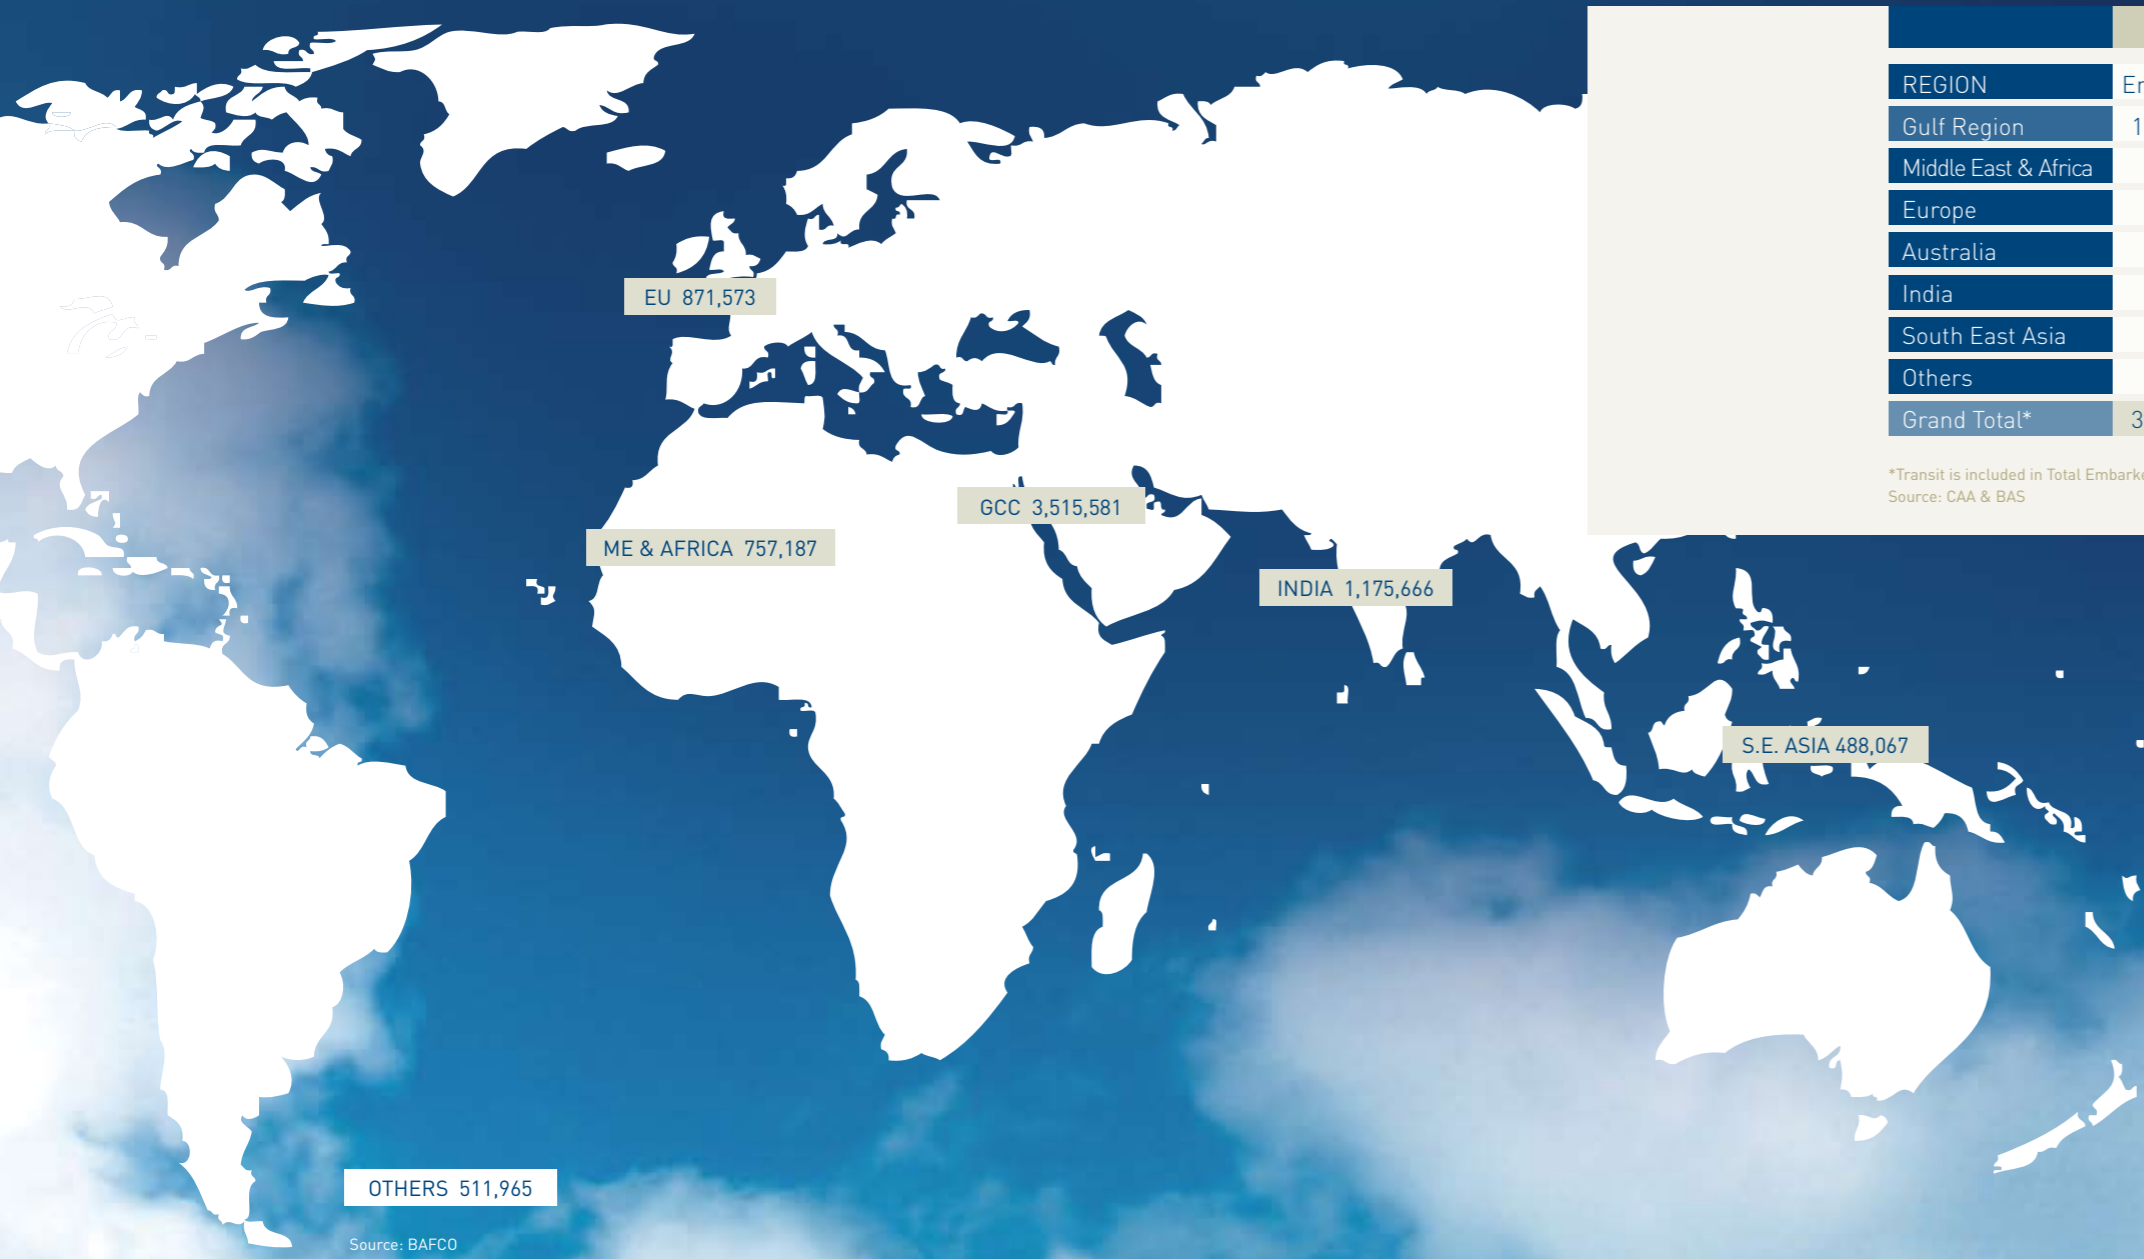 REGION
Gulf Region 1
Middle East & Africa
Europe
Australia
India
South East Asia
Others
Grand Total* 3
*Transit is included in Total
Source: CAA & BAS
EU 871,573
GCC 3,515,581
ME & AFRICA 757,187
INDIA 1,175,666
S.E. ASIA 488,067
OTHERS 511,965
Source: BAFCO